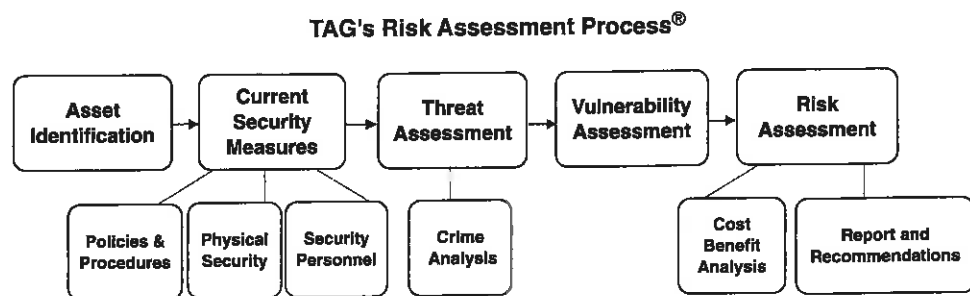 TAG's Risk Assessment Process®
Asset
Identification
Current
Security
Measures
Threat
Assessment
Vulnerability
Assessment
Risk
Assessment
Policies &
Procedures
Physical
Security
Security
Personnel
Crime
Analysis
Cost
Benefit
Analysis
Report and
Recommendations